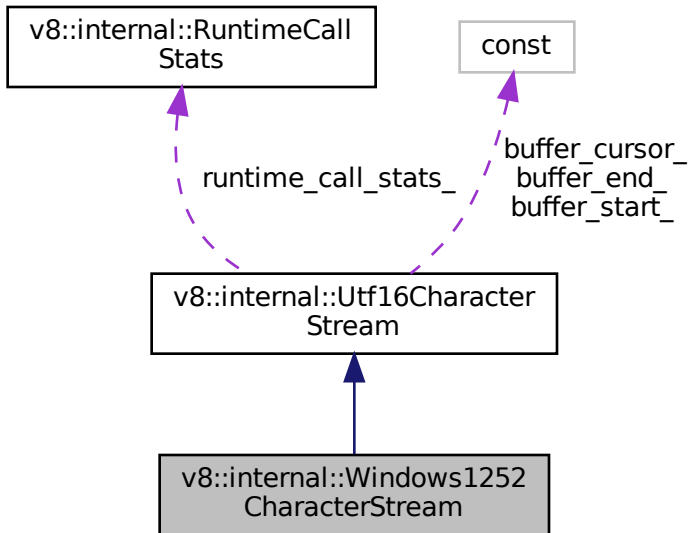 v8::internal::RuntimeCall
Stats
const
runtime_call_stats_
buffer_cursor_
buffer_end_
buffer_start_
v8::internal::Utf16Character
Stream
v8::internal::Windows1252
CharacterStream